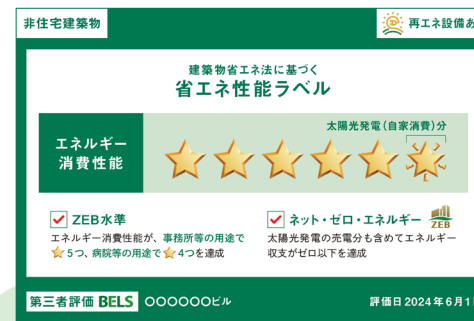 非住宅建築物
再エネ設備あ
建築物省エネ法に基づく
省エネ性能ラベル
太陽光発電(自家消費)分
エネルギー
消費性能
ZEB水準
エネルギー消費性能が、事務所等の用途で
5つ、病院等の用途で4つを達成
ネット・ゼロ・エネルギー
ZEB
太陽光発電の売電分も含めてエネルギー
収支がゼロ以下を達成
第三者評価 BELS 〇〇〇〇〇〇ビル
評価日2024年6月1